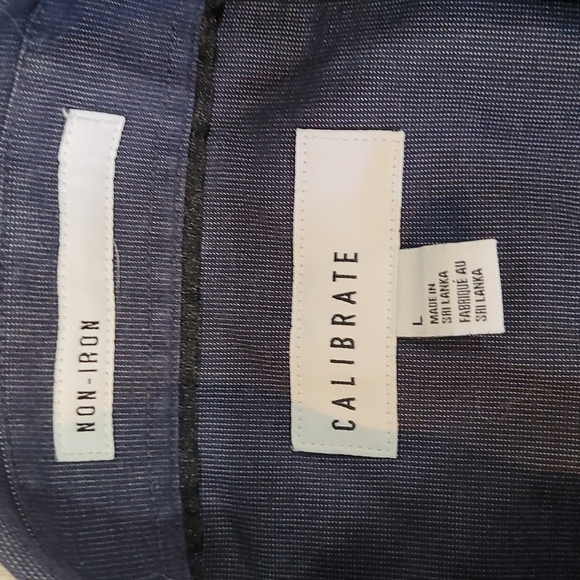 NON-IRON
CALIBRATE
L
MADE IN
SRI LANKA
FABRIQUÉ AU
SRI LANKA